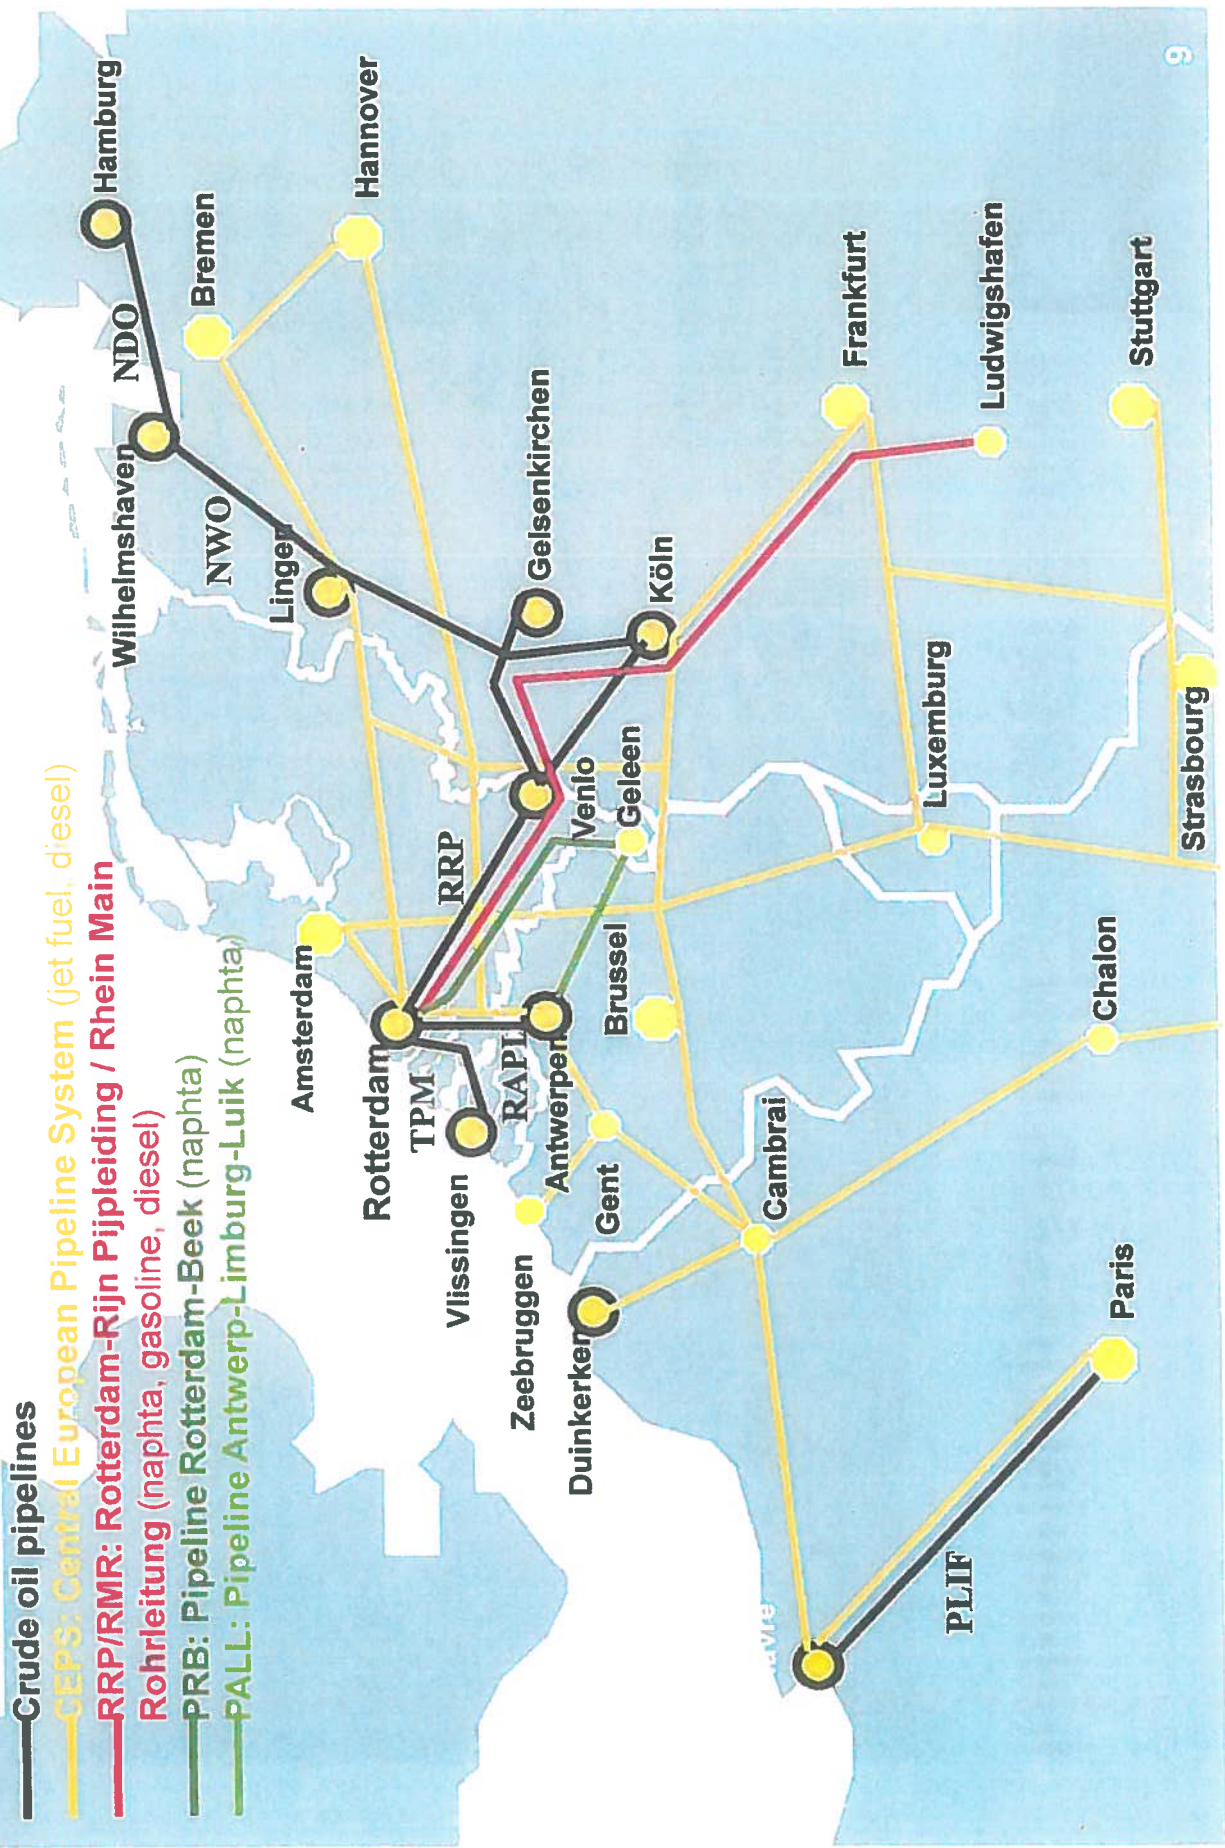 Crude oil pipelines
CEPS: Central European Pipeline System (jet fuel, diesel)
RRP/RMR: Rotterdam-Rijn Pijpleiding / Rhein Main
Rohrleitung (naphta, gasoline, diesel)
PRB: Pipeline Rotterdam-Beek (naphta)
PALL: Pipeline Antwerp-Limburg-Luik (naphta)
Hamburg
NDO
Wilhelmshaven
Bremen
NWO
Lingen
Hannover
Amsterdam
Rotterdam
TPM
RRP
Vlissingen
RAPL
Gelsenkirchen
Zeebruggen
Antwerpen
Venlo
Duinkerken
Gent
Brussel
Geleen
Köln
Cambrai
Frankfurt
Luxemburg
PLIF
Ludwigshafen
Chalon
Paris
Stuttgart
Strasbourg
9